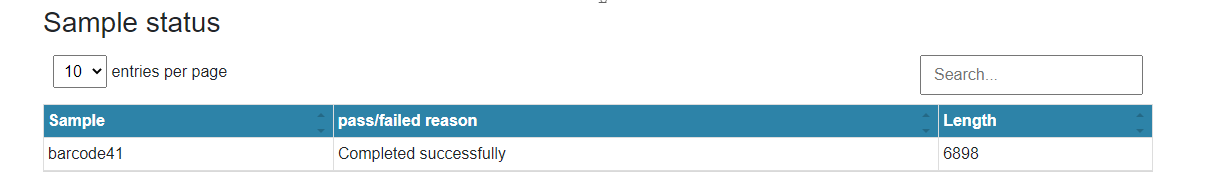 Sample status
10 entries per page
Search...
Sample pass/failed reason Length
barcode41 Completed successfully 6898